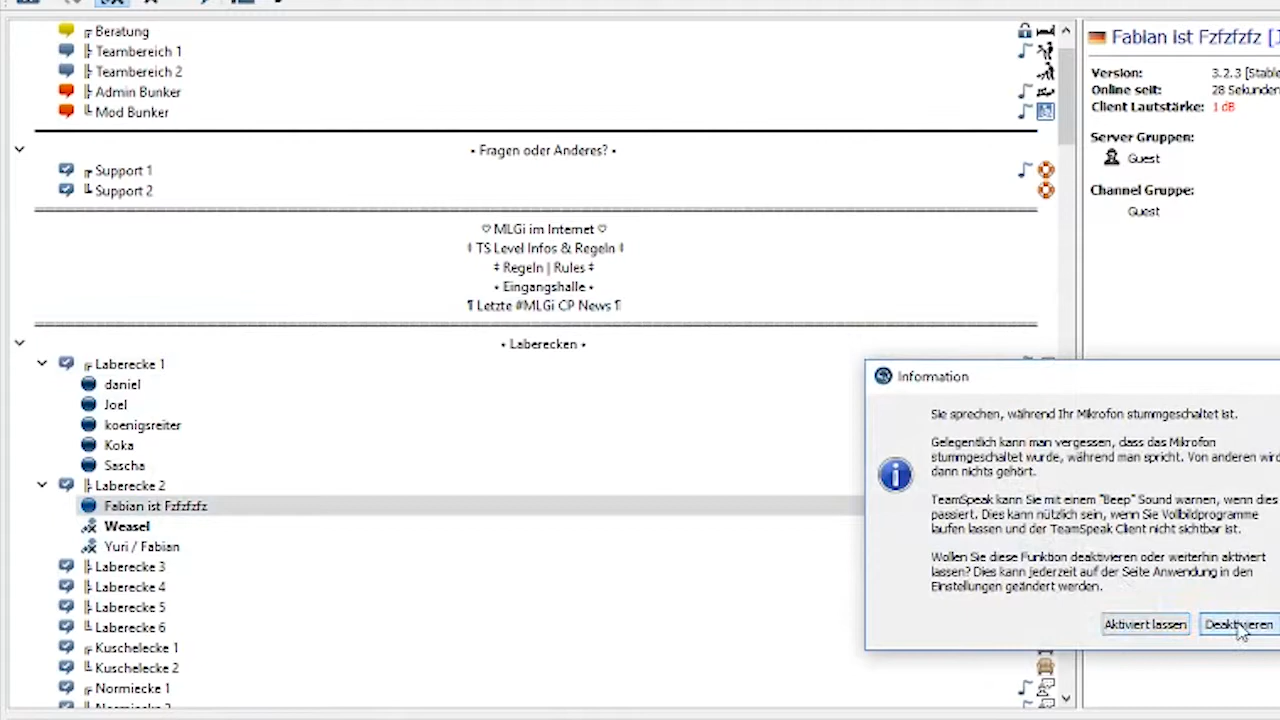 Beratung
Teambereich 1
Teambereich 2
Admin Bunker
Mod Bunker
• Fragen oder Anderes? •
Support 1
Support 2
♡ MLGi im Internet ♡
ǂ TS Level Infos & Regeln ǂ
‡ Regeln | Rules ‡
• Eingangshalle •
¶ Letzte #MLGi CP News ¶
• Laberecken •
Laberecke 1
daniel
Joel
koenigsreiter
Koka
Sascha
Laberecke 2
Fabian ist Fzfzfzfz
Weasel
Yuri / Fabian
Laberecke 3
Laberecke 4
Laberecke 5
Laberecke 6
Kuschelecke 1
Kuschelecke 2
Normiecke 1
Fabian ist Fzfzfzfz [
Version: 3.2.3 [Stable
Online seit: 28 Sekunden
Client Lautstärke: 1 dB
Server Gruppen:
Guest
Channel Gruppe:
Guest
Information
Sie sprechen, während Ihr Mikrofon stummgeschaltet ist.
Gelegentlich kann man vergessen, dass das Mikrofon
stummgeschaltet wurde, während man spricht. Von anderen wird
dann nichts gehört.
TeamSpeak kann Sie mit einem "Beep" Sound warnen, wenn dies
passiert. Dies kann nützlich sein, wenn Sie Vollbildprogramme
laufen lassen und der TeamSpeak Client nicht sichtbar ist.
Wollen Sie diese Funktion deaktivieren oder weiterhin aktiviert
lassen? Dies kann jederzeit auf der Seite Anwendung in den
Einstellungen geändert werden.
Aktiviert lassen Deaktivieren